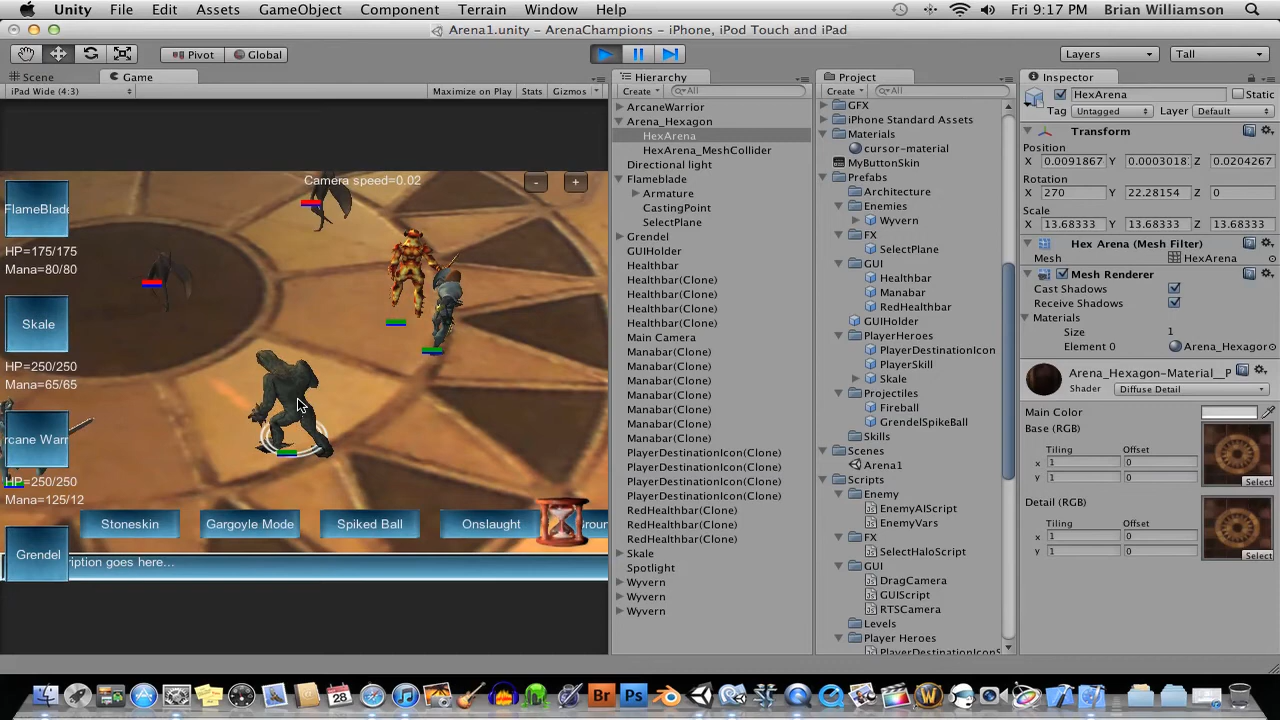 Unity File Edit Assets GameObject Component Terrain Window Help Fri 9:17 PM Brian Williamson
Arena1.unity - ArenaChampions - iPhone, iPod Touch and iPad
Pivot Global Layers Tall
Scene Game
iPad Wide (4:3) Maximize on Play Stats Gizmos
Camera speed=0.02 - +
FlameBlade
HP=175/175
Mana=80/80
Skale
HP=250/250
Mana=65/65
rcane Warr
HP=250/250
Mana=125/12
Grendel
Stoneskin Gargoyle Mode Spiked Ball Onslaught
ription goes here...
Hierarchy
Create All
ArcaneWarrior
Arena_Hexagon
HexArena
HexArena_MeshCollider
Directional light
Flameblade
Armature
CastingPoint
SelectPlane
Grendel
GUIHolder
Healthbar
Healthbar(Clone)
Healthbar(Clone)
Healthbar(Clone)
Healthbar(Clone)
Main Camera
Manabar(Clone)
Manabar(Clone)
Manabar(Clone)
Manabar(Clone)
Manabar(Clone)
Manabar(Clone)
Manabar(Clone)
PlayerDestinationIcon(Clone)
PlayerDestinationIcon(Clone)
PlayerDestinationIcon(Clone)
PlayerDestinationIcon(Clone)
RedHealthbar(Clone)
RedHealthbar(Clone)
RedHealthbar(Clone)
Skale
Spotlight
Wyvern
Wyvern
Wyvern
Project
Create All
GFX
iPhone Standard Assets
Materials
cursor-material
MyButtonSkin
Prefabs
Architecture
Enemies
Wyvern
FX
SelectPlane
GUI
Healthbar
Manabar
RedHealthbar
GUIHolder
PlayerHeroes
PlayerDestinationIcon
PlayerSkill
Skale
Projectiles
Fireball
GrendelSpikeBall
Skills
Scenes
Arena1
Scripts
Enemy
EnemyAIScript
EnemyVars
FX
SelectHaloScript
GUI
DragCamera
GUIScript
RTSCamera
Levels
Player Heroes
PlayerDestinationIconS
Inspector
HexArena Static
Tag Untagged Layer Default
Transform
Position
X 0.0091867 Y 0.0003018 Z 0.0204267
Rotation
X 270 Y 22.28154 Z 0
Scale
X 13.68333 Y 13.68333 Z 13.68333
Hex Arena (Mesh Filter)
Mesh HexArena
Mesh Renderer
Cast Shadows
Receive Shadows
Materials
Size 1
Element 0 Arena_Hexagon
Arena_Hexagon-Material__P
Shader Diffuse Detail
Main Color
Base (RGB)
Tiling Offset
x 1 0
y 1 0
Select
Detail (RGB)
Tiling Offset
x 1 0
y 1 0
Select